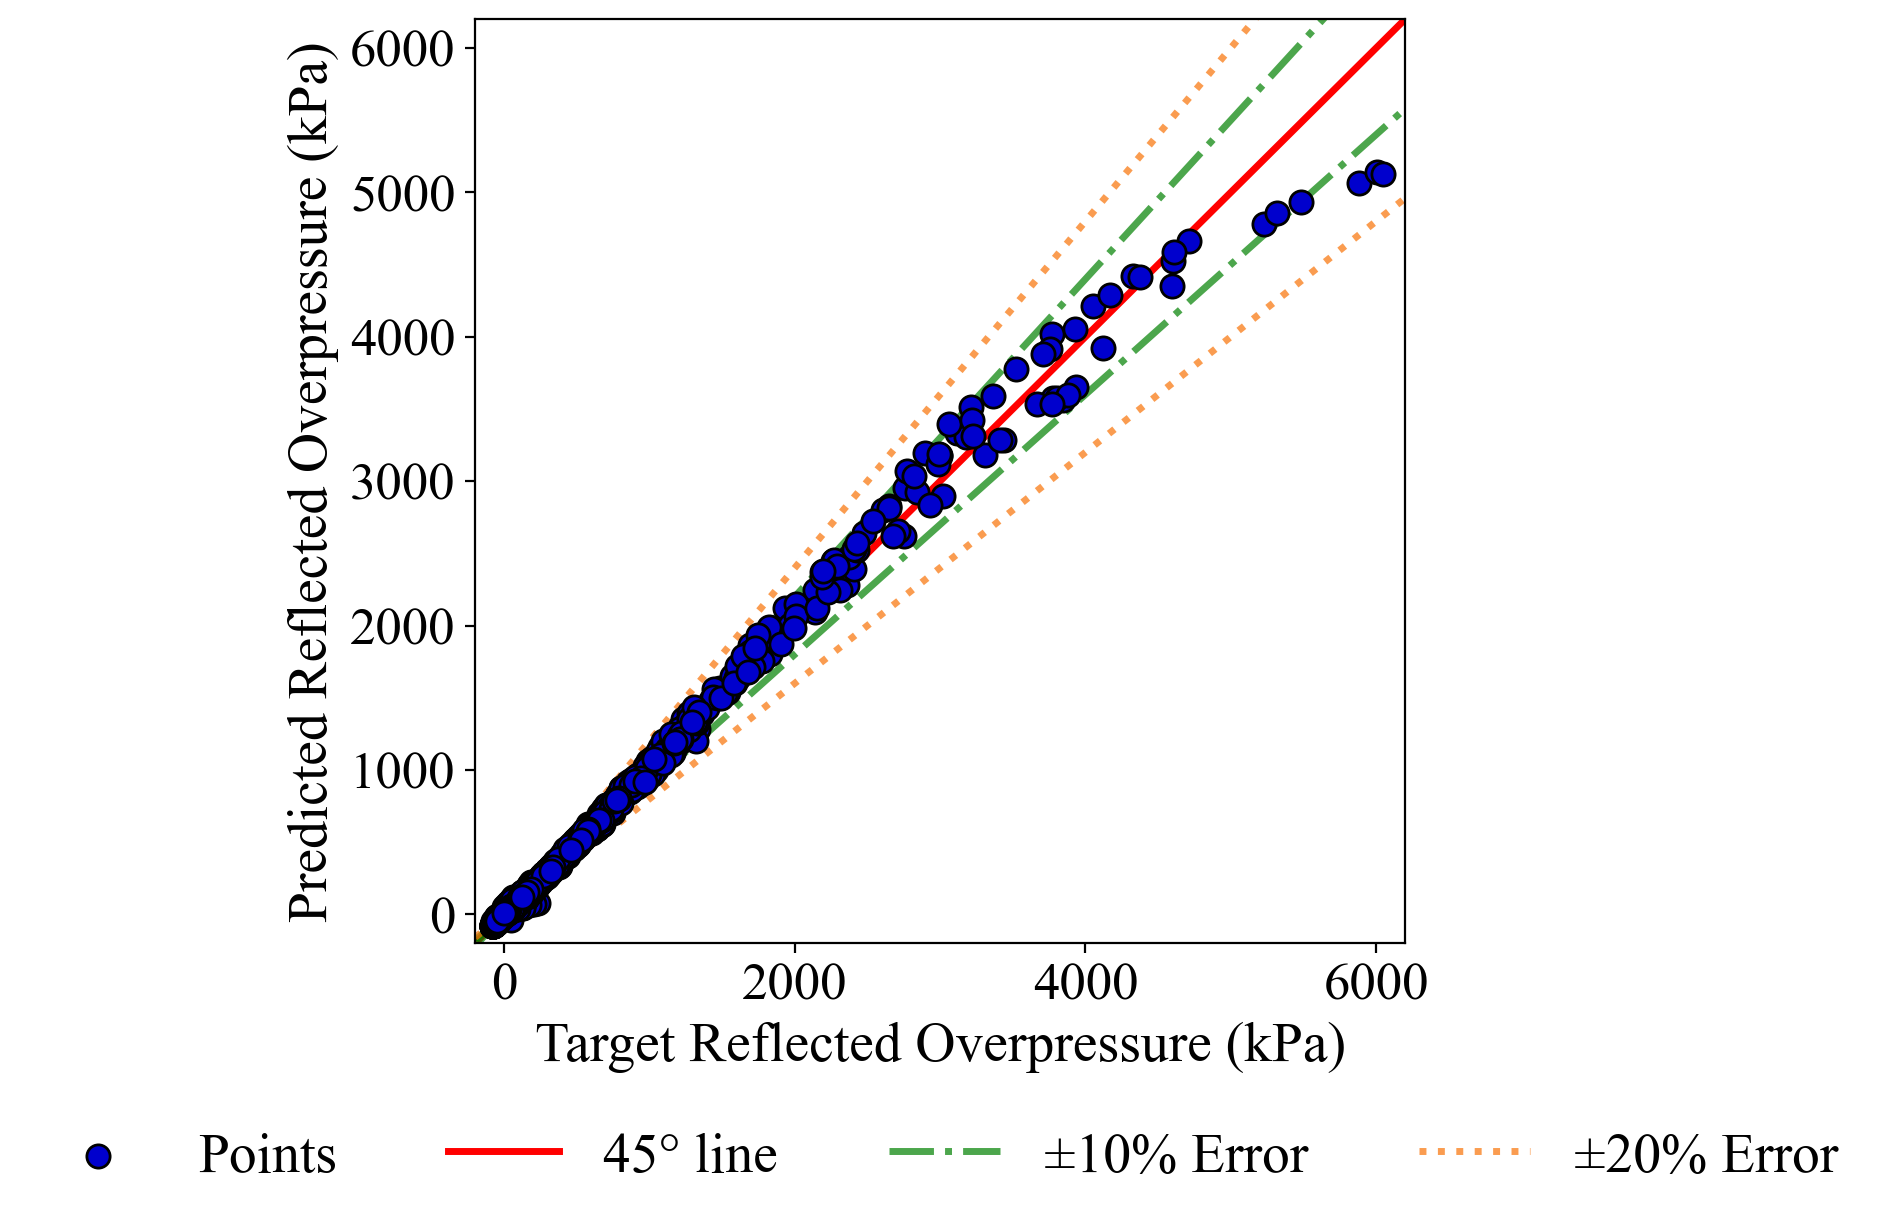 Predicted Reflected Overpressure (kPa)
6000
5000
4000
3000
2000
1000
0
0 2000 4000 6000
Target Reflected Overpressure (kPa)
Points 45° line ±10% Error ±20% Error